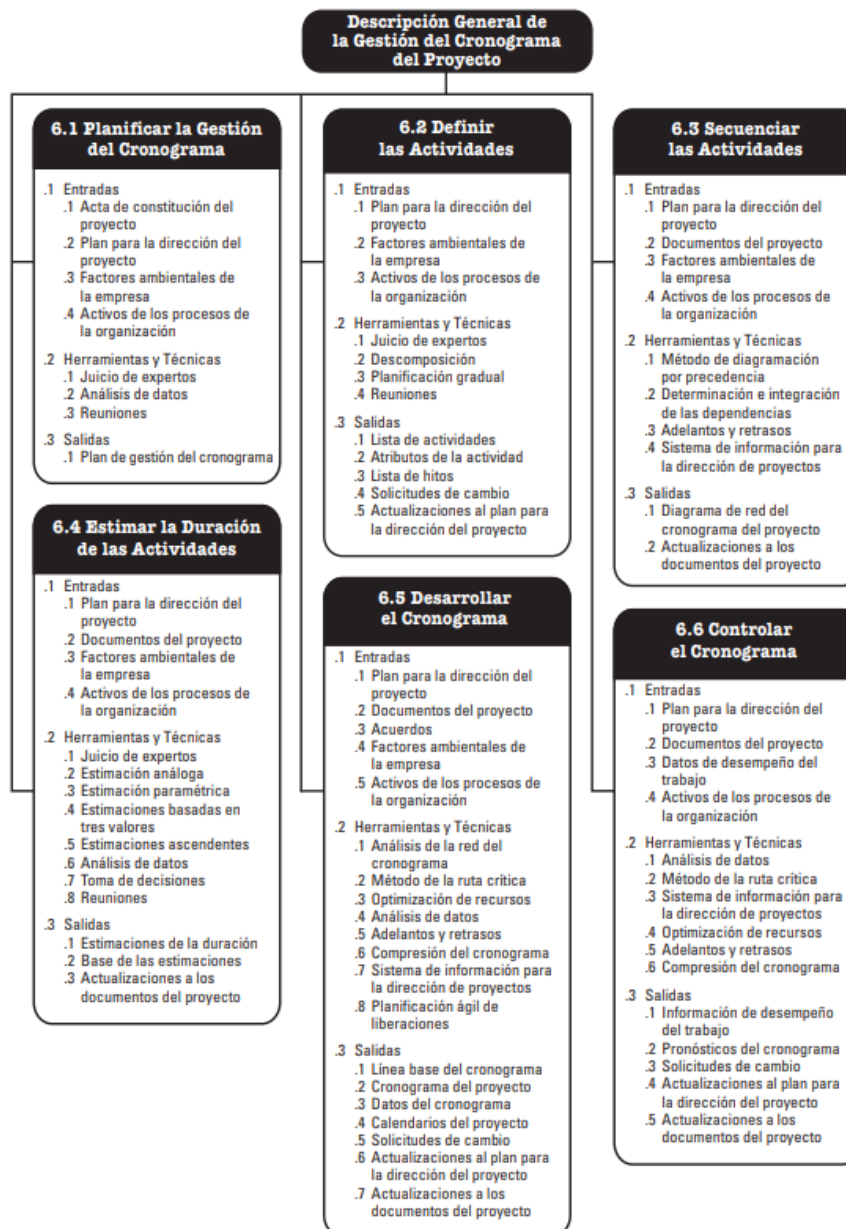 Descripción General de
la Gestión del Cronograma
del Proyecto
6.1 Planificar la Gestión
del Cronograma
.1 Entradas
.1 Acta de constitución del
proyecto
.2 Plan para la dirección del
proyecto
.3 Factores ambientales de
la empresa
.4 Activos de los procesos de
la organización
.2 Herramientas y Técnicas
.1 Juicio de expertos
.2 Análisis de datos
.3 Reuniones
.3 Salidas
.1 Plan de gestión del cronograma
6.2 Definir
las Actividades
.1 Entradas
.1 Plan para la dirección del
proyecto
.2 Factores ambientales de
la empresa
.3 Activos de los procesos de
la organización
.2 Herramientas y Técnicas
.1 Juicio de expertos
.2 Descomposición
.3 Planificación gradual
.4 Reuniones
.3 Salidas
.1 Lista de actividades
.2 Atributos de la actividad
.3 Lista de hitos
.4 Solicitudes de cambio
.5 Actualizaciones al plan para
la dirección del proyecto
6.3 Secuenciar
las Actividades
.1 Entradas
.1 Plan para la dirección del
proyecto
.2 Documentos del proyecto
.3 Factores ambientales de
la empresa
.4 Activos de los procesos de
la organización
.2 Herramientas y Técnicas
.1 Método de diagramación
por precedencia
.2 Determinación e integración
de las dependencias
.3 Adelantos y retrasos
.4 Sistema de información para
la dirección de proyectos
.3 Salidas
.1 Diagrama de red del
cronograma del proyecto
.2 Actualizaciones a los
documentos del proyecto
6.4 Estimar la Duración
de las Actividades
.1 Entradas
.1 Plan para la dirección del
proyecto
.2 Documentos del proyecto
.3 Factores ambientales de
la empresa
.4 Activos de los procesos de
la organización
.2 Herramientas y Técnicas
.1 Juicio de expertos
.2 Estimación análoga
.3 Estimación paramétrica
.4 Estimaciones basadas en
tres valores
.5 Estimaciones ascendentes
.6 Análisis de datos
.7 Toma de decisiones
.8 Reuniones
.3 Salidas
.1 Estimaciones de la duración
.2 Base de las estimaciones
.3 Actualizaciones a los
documentos del proyecto
6.5 Desarrollar
el Cronograma
.1 Entradas
.1 Plan para la dirección del
proyecto
.2 Documentos del proyecto
.3 Acuerdos
.4 Factores ambientales de
la empresa
.5 Activos de los procesos de
la organización
.2 Herramientas y Técnicas
.1 Análisis de la red del
cronograma
.2 Método de la ruta crítica
.3 Optimización de recursos
.4 Análisis de datos
.5 Adelantos y retrasos
.6 Compresión del cronograma
.7 Sistema de información para
la dirección de proyectos
.8 Planificación ágil de
liberaciones
.3 Salidas
.1 Línea base del cronograma
.2 Cronograma del proyecto
.3 Datos del cronograma
.4 Calendarios del proyecto
.5 Solicitudes de cambio
.6 Actualizaciones al plan para
la dirección del proyecto
.7 Actualizaciones a los
documentos del proyecto
6.6 Controlar
el Cronograma
.1 Entradas
.1 Plan para la dirección del
proyecto
.2 Documentos del proyecto
.3 Datos de desempeño del
trabajo
.4 Activos de los procesos de
la organización
.2 Herramientas y Técnicas
.1 Análisis de datos
.2 Método de la ruta crítica
.3 Sistema de información para
la dirección de proyectos
.4 Optimización de recursos
.5 Adelantos y retrasos
.6 Compresión del cronograma
.3 Salidas
.1 Información de desempeño
del trabajo
.2 Pronósticos del cronograma
.3 Solicitudes de cambio
.4 Actualizaciones al plan para
la dirección del proyecto
.5 Actualizaciones a los
documentos del proyecto